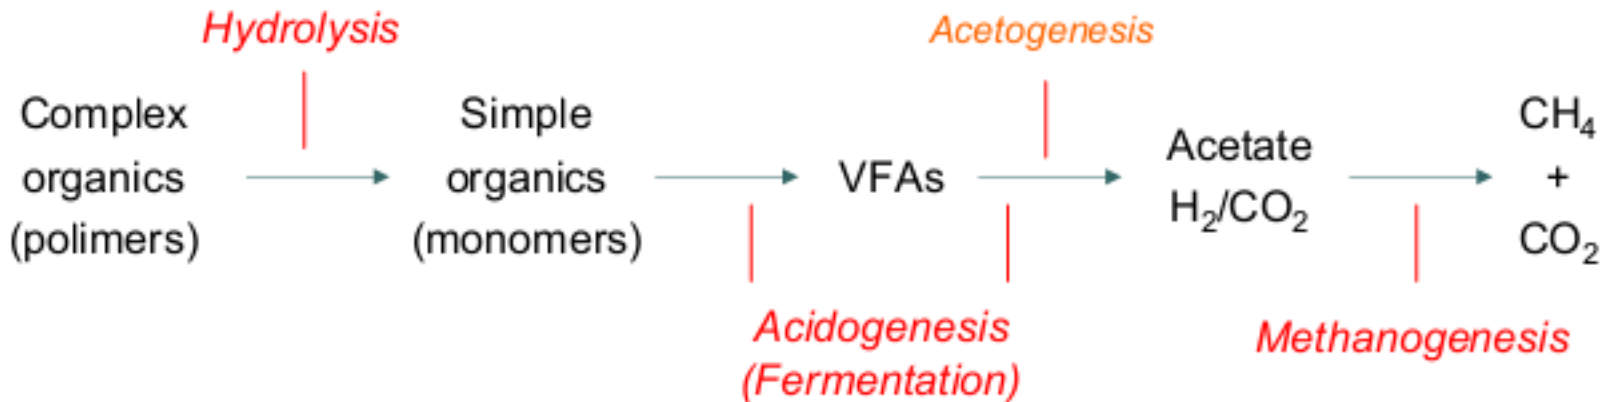 Hydrolysis
Acetogenesis
Complex
organics
(polimers)
Simple
organics
(monomers)
VFAs
Acetate
H₂/CO₂
CH₄
+
CO₂
Acidogenesis
(Fermentation)
Methanogenesis